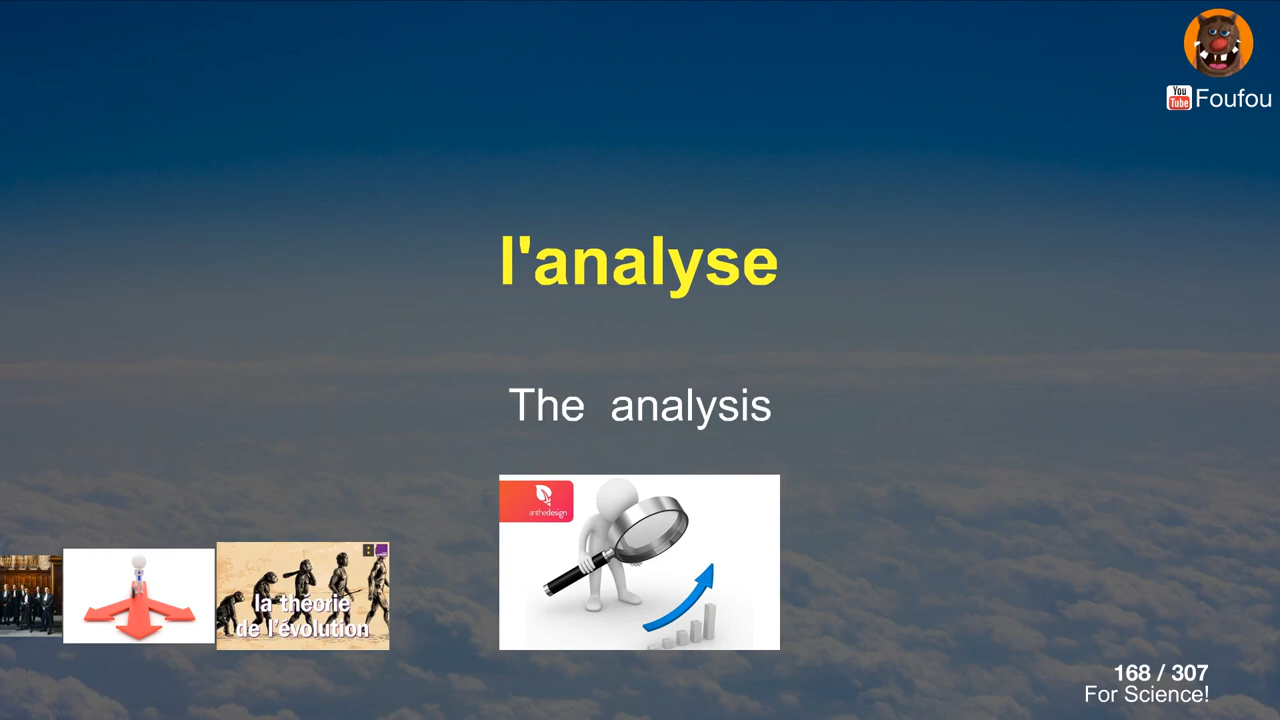 You
Tube
Foufou
l'analyse
The analysis
anthedesign
la théorie
de l'évolution
168 / 307
For Science!